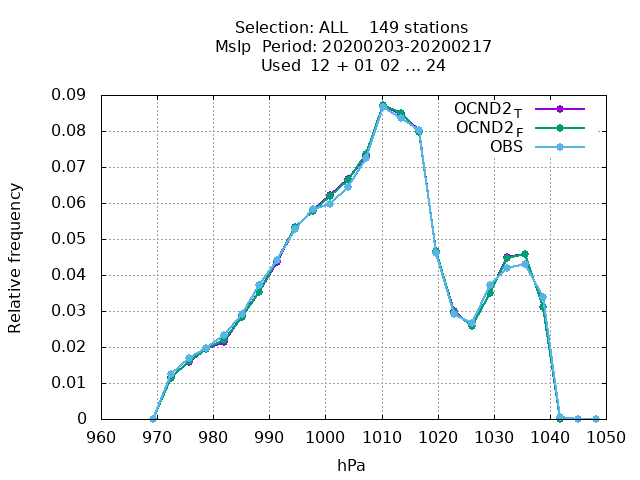 Selection: ALL 149 stations
Mslp Period: 20200203-20200217
Used 12 + 01 02 ... 24
OCND2 T
OCND2 F
OBS
0.09
0.08
0.07
0.06
0.05
0.04
0.03
0.02
0.01
0
Relative frequency
960 970 980 990 1000 1010 1020 1030 1040 1050
hPa